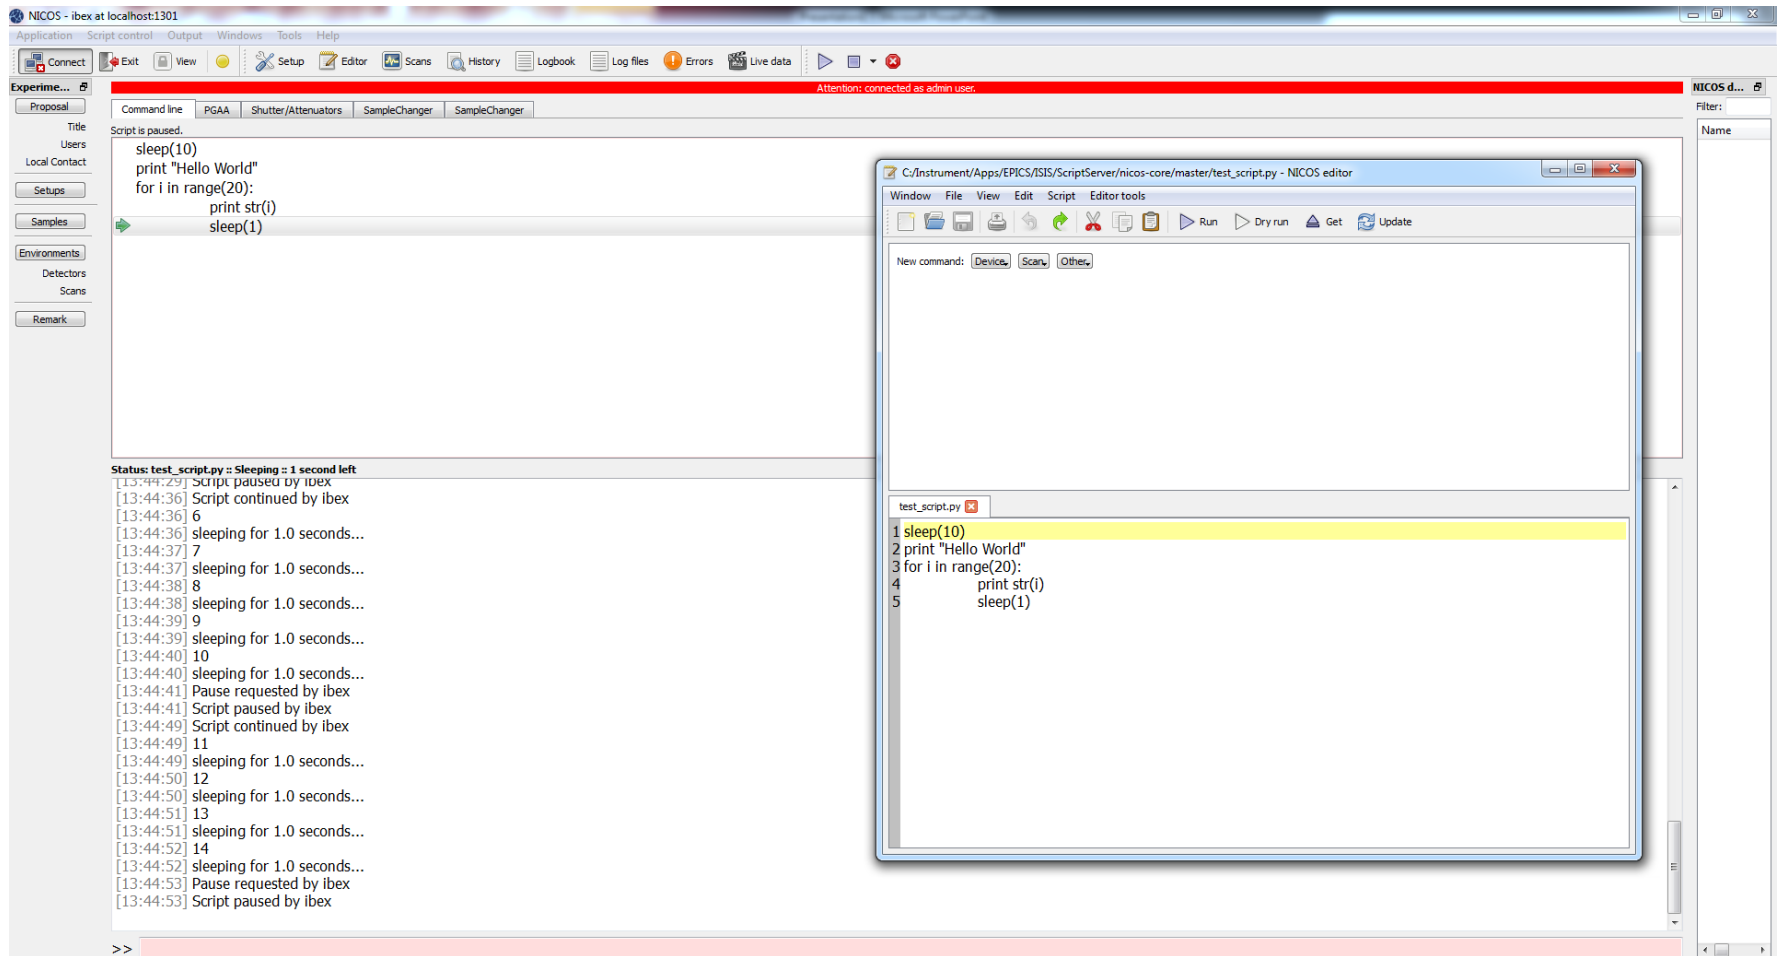 NICOS - ibex at localhost:1301
Application Script control Output Windows Tools Help
Connect Exit View Setup Editor Scans History Logbook Log files Errors Live data
Experime...
Proposal
Title
Users
Local Contact
Setups
Samples
Environments
Detectors
Scans
Remark
Attention: connected as admin user.
Command line PGAA Shutter/Attenuators SampleChanger SampleChanger
Script is paused.
sleep(10)
print "Hello World"
for i in range(20):
print str(i)
sleep(1)
Status: test_script.py :: Sleeping :: 1 second left
[13:44:29] Script paused by ibex
[13:44:36] Script continued by ibex
[13:44:36] 6
[13:44:36] sleeping for 1.0 seconds...
[13:44:37] 7
[13:44:37] sleeping for 1.0 seconds...
[13:44:38] 8
[13:44:38] sleeping for 1.0 seconds...
[13:44:39] 9
[13:44:39] sleeping for 1.0 seconds...
[13:44:40] 10
[13:44:40] sleeping for 1.0 seconds...
[13:44:41] Pause requested by ibex
[13:44:41] Script paused by ibex
[13:44:49] Script continued by ibex
[13:44:49] 11
[13:44:49] sleeping for 1.0 seconds...
[13:44:50] 12
[13:44:50] sleeping for 1.0 seconds...
[13:44:51] 13
[13:44:51] sleeping for 1.0 seconds...
[13:44:52] 14
[13:44:52] sleeping for 1.0 seconds...
[13:44:53] Pause requested by ibex
[13:44:53] Script paused by ibex
>>
C:/Instrument/Apps/EPICS/ISIS/ScriptServer/nicos-core/master/test_script.py - NICOS editor
Window File View Edit Script Editor tools
Run Dry run Get Update
New command: Device Scan Other
test_script.py
1 sleep(10)
2 print "Hello World"
3 for i in range(20):
4 print str(i)
5 sleep(1)
NICOS d...
Filter:
Name